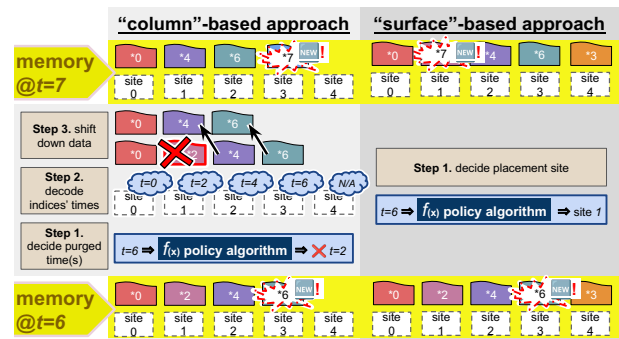 “column”-based approach
“surface”-based approach
memory
@t=7
*0 *4 *6 *7 NEW !
site 0 site 1 site 2 site 3 site 4
*0 *7 NEW ! *4 *6 *3
site 0 site 1 site 2 site 3 site 4
Step 3. shift
down data
*0 *4 *6
*0 *2 *4 *6
Step 2.
decode
indices' times
t=0 t=2 t=4 t=6 N/A
site 0 site 1 site 2 site 3 site 4
Step 1.
decide purged
time(s)
t=6 ⇒ f(x) policy algorithm ⇒ ❌ t=2
Step 1. decide placement site
t=6 ⇒ f(x) policy algorithm ⇒ site 1
memory
@t=6
*0 *2 *4 *6 NEW !
site 0 site 1 site 2 site 3 site 4
*0 *2 *4 *6 NEW ! *3
site 0 site 1 site 2 site 3 site 4